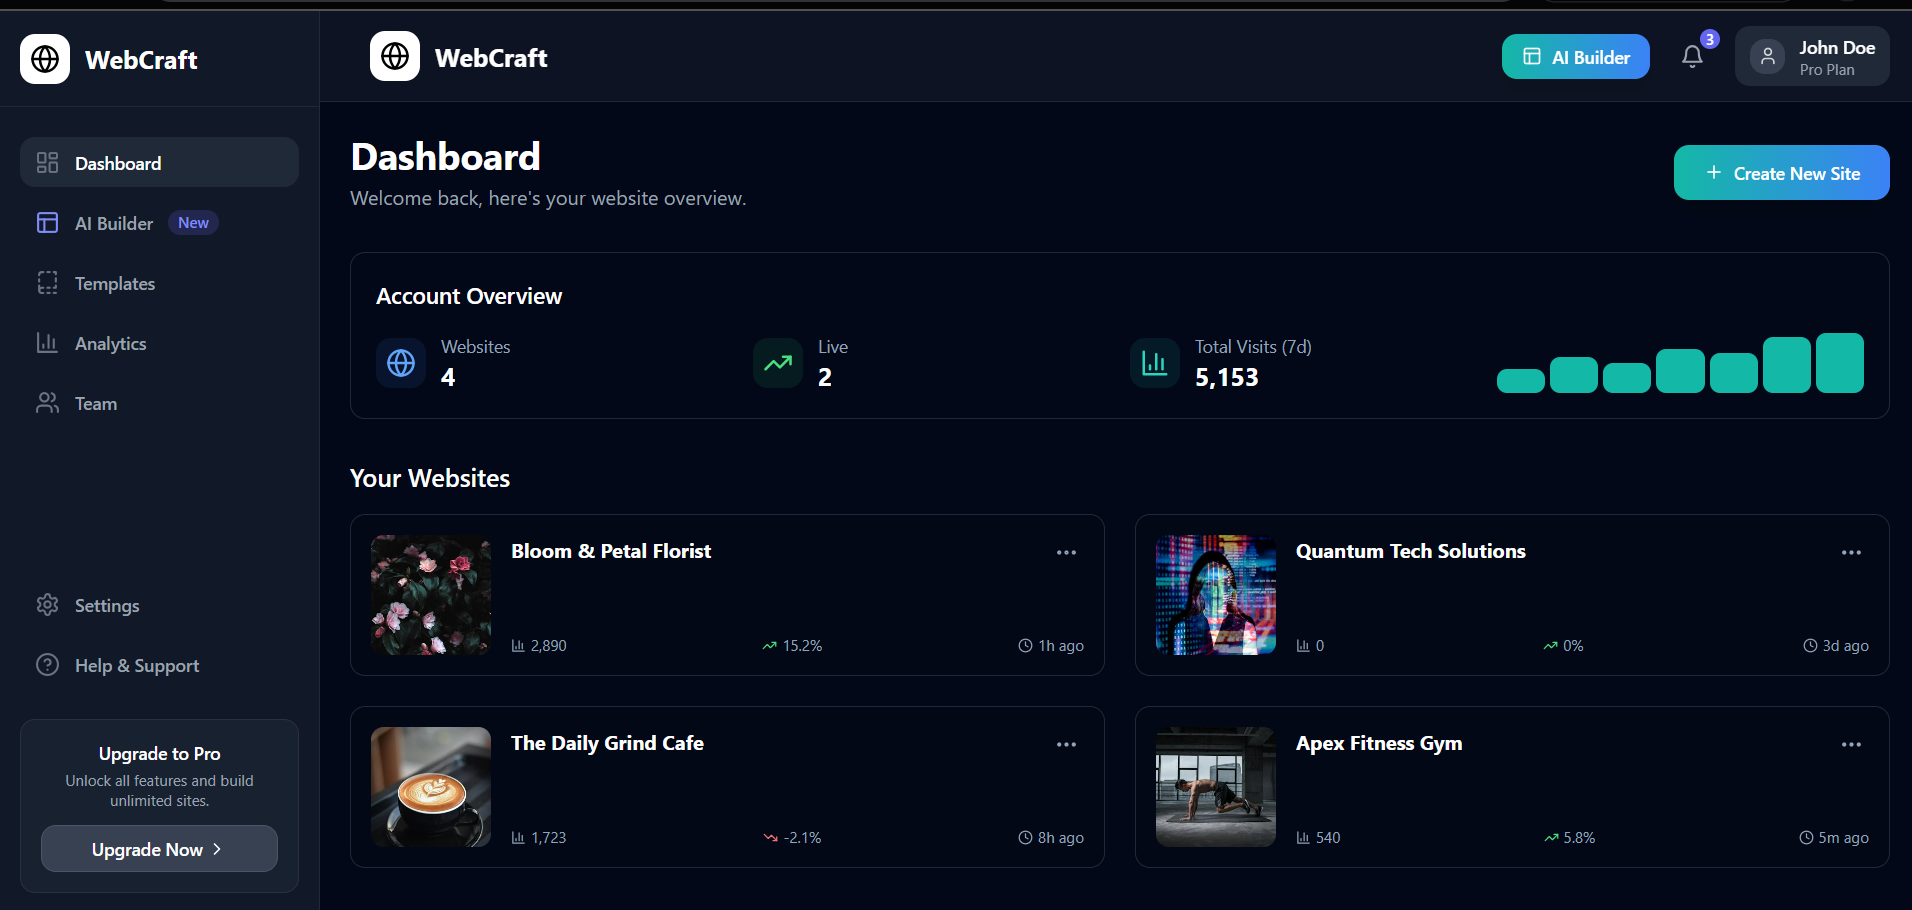 WebCraft
Dashboard
AI Builder New
Templates
Analytics
Team
Settings
Help & Support
Upgrade to Pro
Unlock all features and build
unlimited sites.
Upgrade Now
WebCraft
AI Builder
3
John Doe
Pro Plan
Dashboard
Welcome back, here's your website overview.
Create New Site
Account Overview
Websites
4
Live
2
Total Visits (7d)
5,153
Your Websites
Bloom & Petal Florist
2,890 15.2% 1h ago
Quantum Tech Solutions
0 0% 3d ago
The Daily Grind Cafe
1,723 -2.1% 8h ago
Apex Fitness Gym
540 5.8% 5m ago